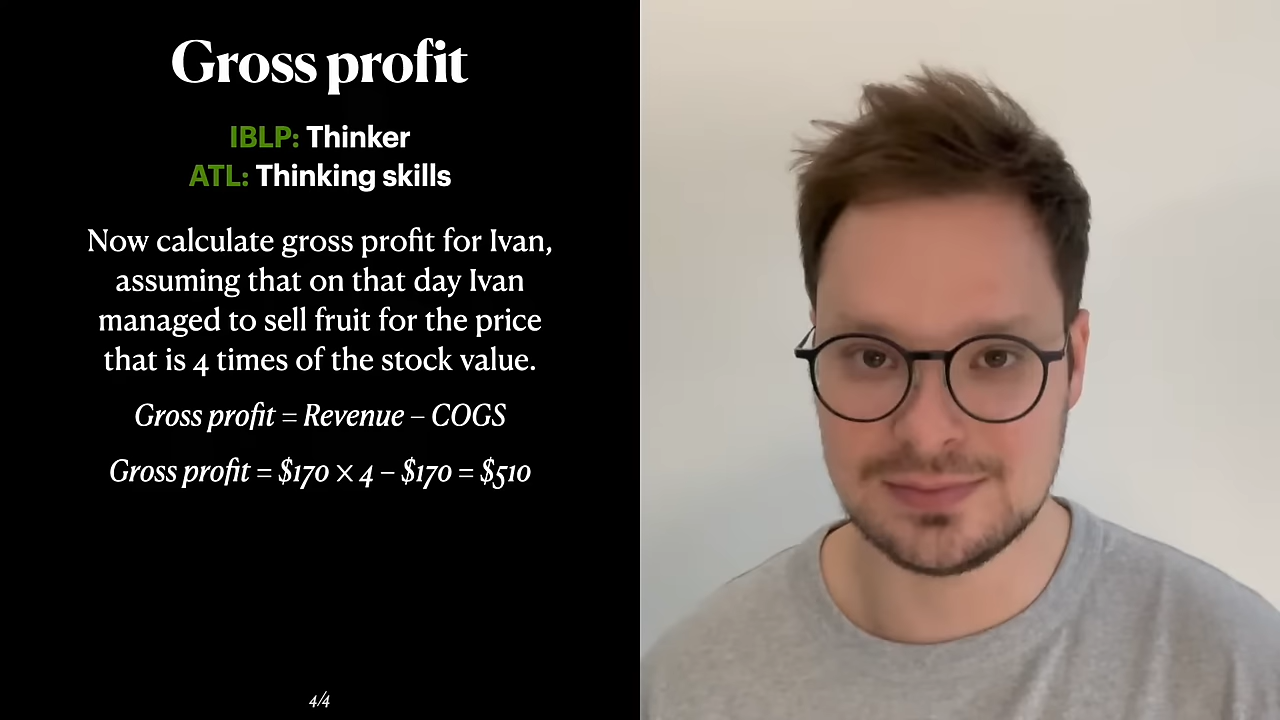 Gross profit
IBLP: Thinker
ATL: Thinking skills
Now calculate gross profit for Ivan,
assuming that on that day Ivan
managed to sell fruit for the price
that is 4 times of the stock value.
Gross profit = Revenue – COGS
Gross profit = $170 × 4 – $170 = $510
4/4